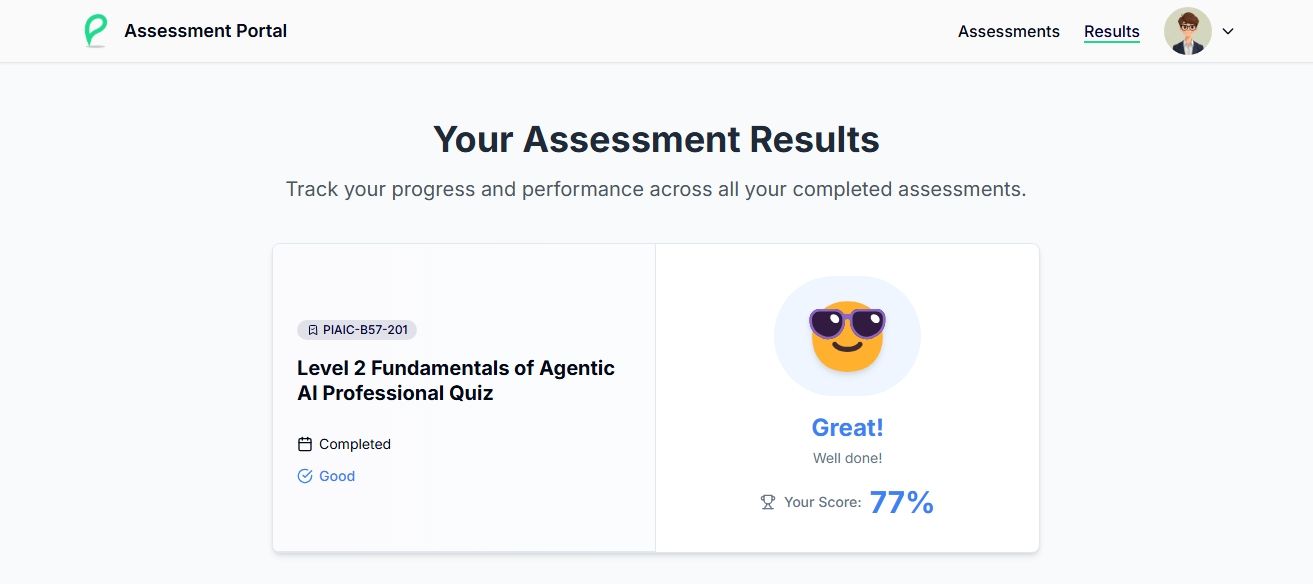 Assessment Portal
Assessments
Results
Your Assessment Results
Track your progress and performance across all your completed assessments.
PIAIC-B57-201
Level 2 Fundamentals of Agentic
AI Professional Quiz
Completed
Good
Great!
Well done!
Your Score: 77%